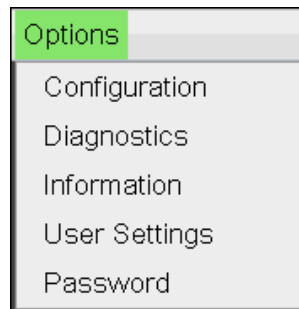 Options
Configuration
Diagnostics
Information
User Settings
Password